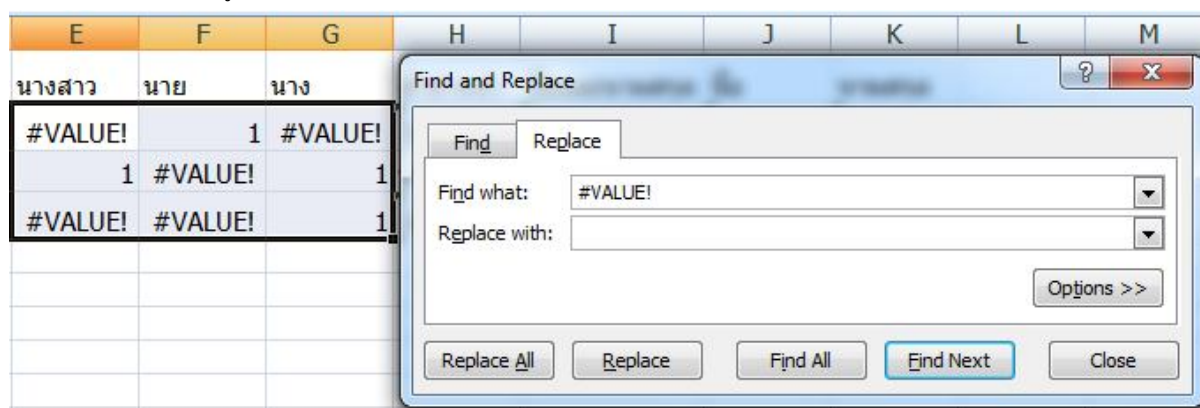 E F G H I J K L M
นางสาว นาย นาง
#VALUE! 1 #VALUE!
1 #VALUE! 1
#VALUE! #VALUE! 1
Find and Replace
Find Replace
Find what: #VALUE!
Replace with:
Options >>
Replace All Replace Find All Find Next Close